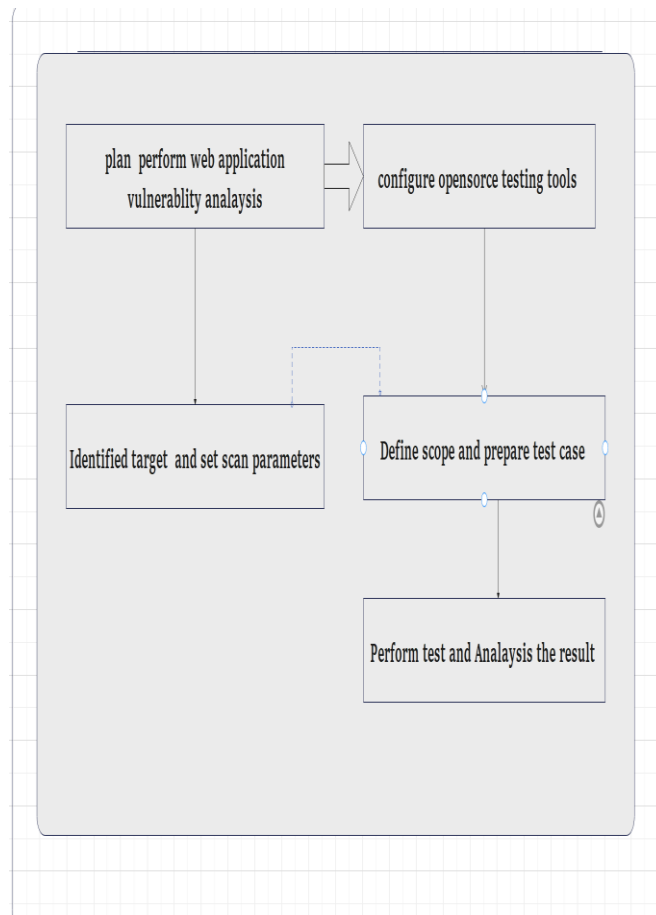 plan perform web application
vulnerablity analaysis
configure opensorce testing tools
Identified target and set scan parameters
Define scope and prepare test case
Perform test and Analaysis the result